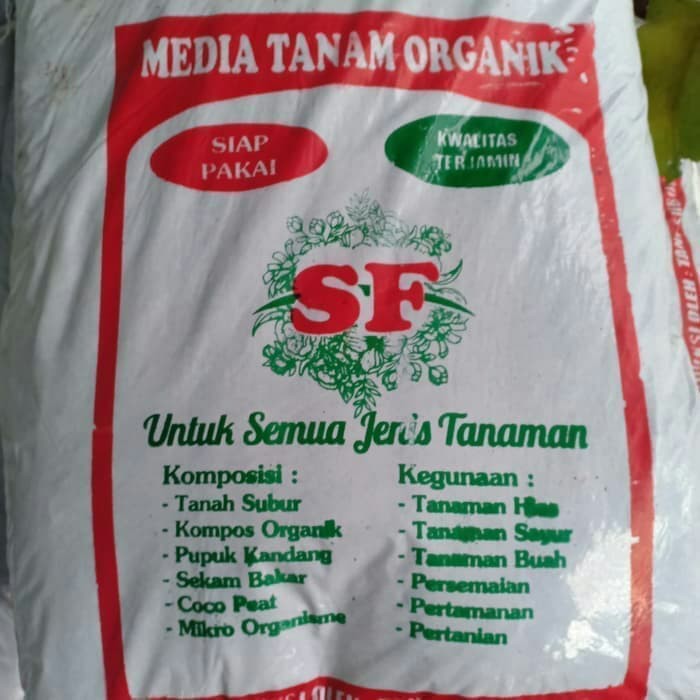 MEDIA TANAM ORGANIK
SIAP
PAKAI
KWALITAS
TERJAMIN
SF
Untuk Semua Jenis Tanaman
Komposisi :
- Tanah Subur
- Kompos Organik
- Pupuk Kandang
- Sekam Bakar
- Coco Peat
- Mikro Organisme
Kegunaan :
- Tanaman Hias
- Tanaman Sayur
- Tanaman Buah
- Persemaian
- Pertamanan
- Pertanian
OLEH :